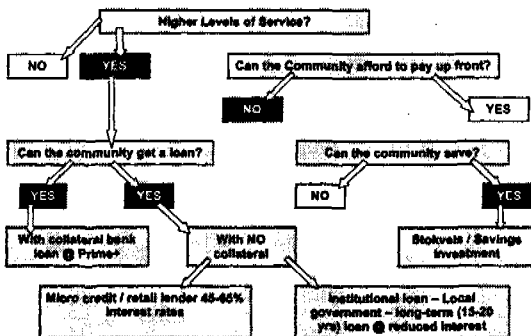 Higher Levels of Service?
NO
YES
Can the Community afford to pay up front?
NO
YES
Can the community get a loan?
Can the community save?
YES
YES
NO
YES
With collateral bank
loan @ Prime+
With NO
collateral
Stokvels / Savings
Investment
Micro credit / retail lender 45-65%
interest rates
Institutional loan – Local
government – long-term (15-20
yrs) loan @ reduced interest